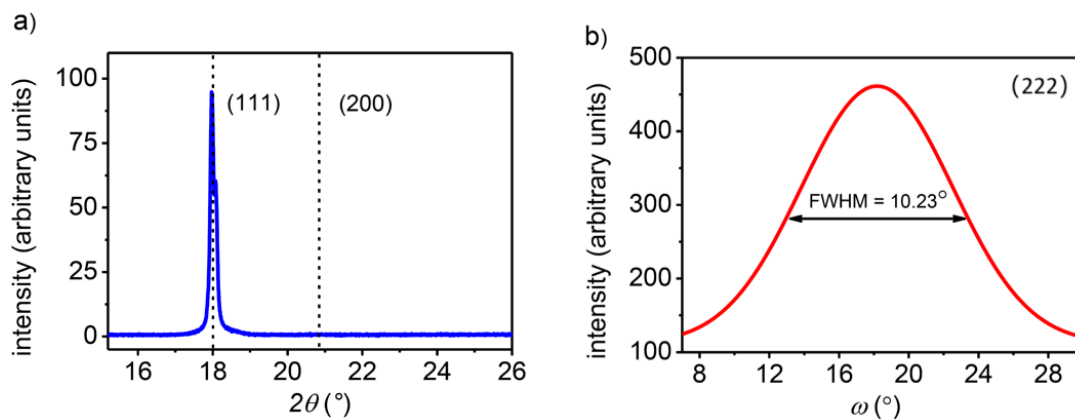 a)
intensity (arbitrary units)
100
75
50
25
0
(111)
(200)
16 18 20 22 24 26
2θ (°)
b)
intensity (arbitrary units)
500
400
300
200
100
(222)
FWHM = 10.23°
8 12 16 20 24 28
ω (°)